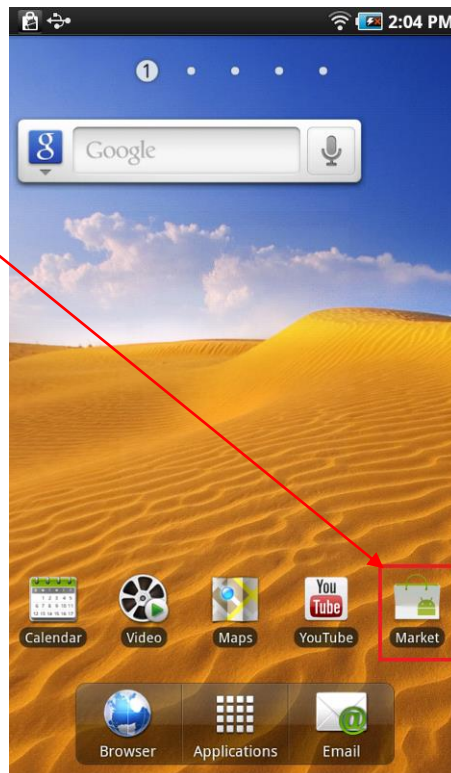 2:04 PM
1
g Google
You
Tube
Calendar Video Maps YouTube Market
Browser Applications Email